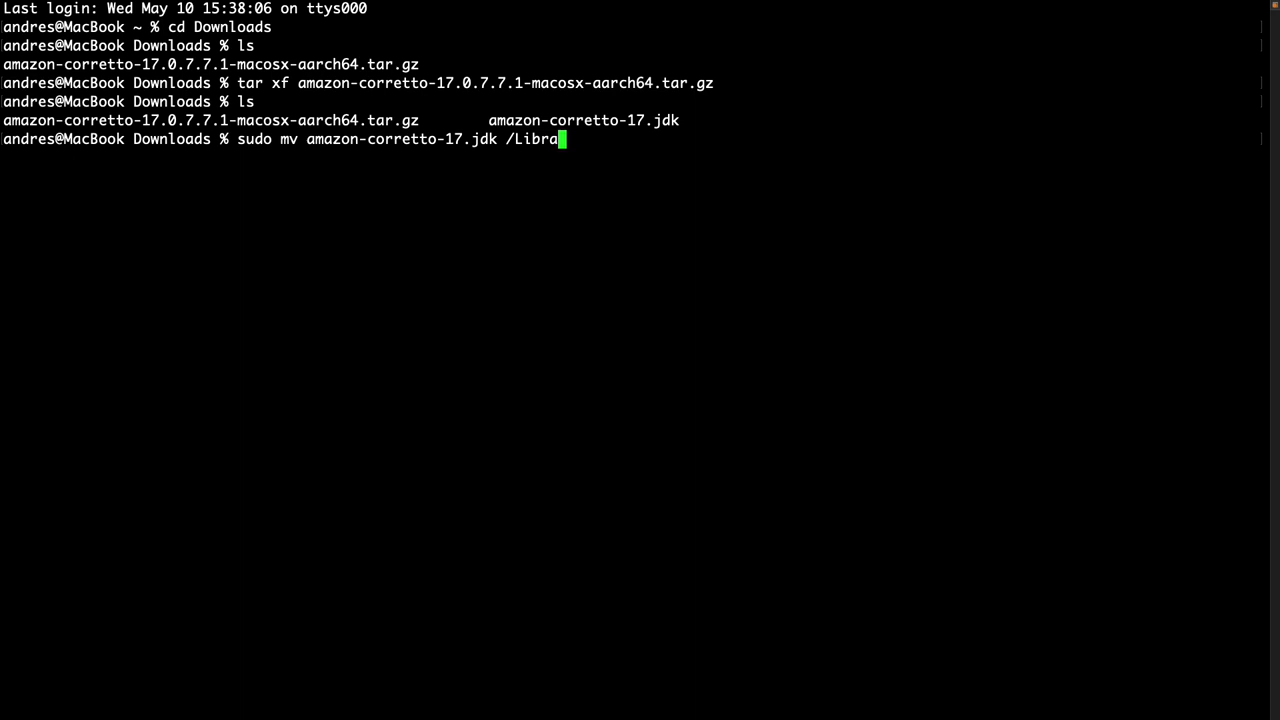 Last login: Wed May 10 15:38:06 on ttys000
andres@MacBook ~ % cd Downloads
andres@MacBook Downloads % ls
amazon-corretto-17.0.7.7.1-macosx-aarch64.tar.gz
andres@MacBook Downloads % tar xf amazon-corretto-17.0.7.7.1-macosx-aarch64.tar.gz
andres@MacBook Downloads % ls
amazon-corretto-17.0.7.7.1-macosx-aarch64.tar.gz        amazon-corretto-17.jdk
andres@MacBook Downloads % sudo mv amazon-corretto-17.jdk /Libra